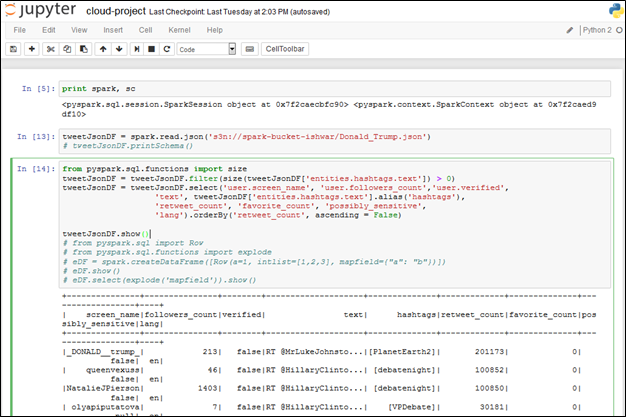 jupyter cloud-project Last Checkpoint: Last Tuesday at 2:03 PM (autosaved)
File Edit View Insert Cell Kernel Help Python 2
Code CellToolbar
In [5]: print spark, sc
<pyspark.sql.session.SparkSession object at 0x7f2caecbfc90> <pyspark.context.SparkContext object at 0x7f2caed9
df10>
In [13]: tweetJsonDF = spark.read.json('s3n://spark-bucket-ishwar/Donald_Trump.json')
# tweetJsonDF.printSchema()
In [14]: from pyspark.sql.functions import size
tweetJsonDF = tweetJsonDF.filter(size(tweetJsonDF['entities.hashtags.text']) > 0)
tweetJsonDF = tweetJsonDF.select('user.screen_name', 'user.followers_count','user.verified',
'text', tweetJsonDF['entities.hashtags.text'].alias('hashtags'),
'retweet_count', 'favorite_count', 'possibly_sensitive',
'lang').orderBy('retweet_count', ascending = False)
tweetJsonDF.show()
# from pyspark.sql import Row
# from pyspark.sql.functions import explode
# eDF = spark.createDataFrame([Row(a=1, intlist=[1,2,3], mapfield={"a": "b"})])
# eDF.show()
# eDF.select(explode('mapfield')).show()
+---------------+---------------+--------+--------------------+--------------------+-------------+--------------+---
---------------+----+
| screen_name|followers_count|verified| text| hashtags|retweet_count|favorite_count|pos
sibly_sensitive|lang|
+---------------+---------------+--------+--------------------+--------------------+-------------+--------------+---
---------------+----+
|_DONALD__trump_| 213| false|RT @MrLukeJohnsto...|[PlanetEarth2]| 201173| 0|
false| en|
| queenvexuss| 46| false|RT @HillaryClinto...| [debatenight]| 100852| 0|
false| en|
|NatalieJPierson| 1403| false|RT @HillaryClinto...| [debatenight]| 100850| 0|
false| en|
| olyapiputatova| 7| false|RT @HillaryClinto...| [VPDebate]| 30181| 0|
null| en|